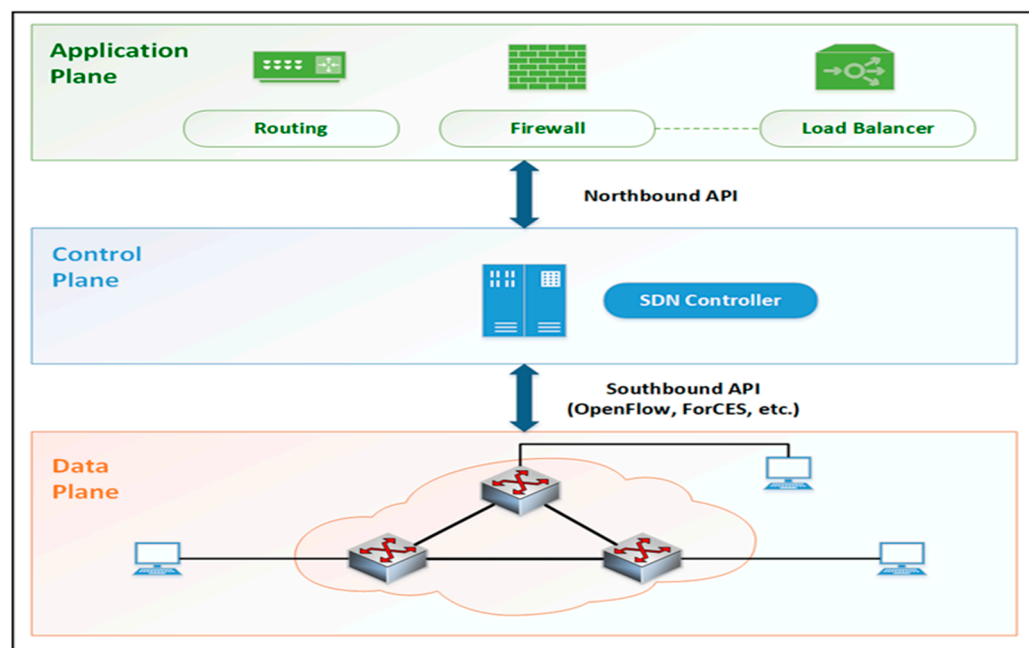 Application
Plane
Routing
Firewall
Load Balancer
Northbound API
Control
Plane
SDN Controller
Southbound API
(OpenFlow, ForCES, etc.)
Data
Plane